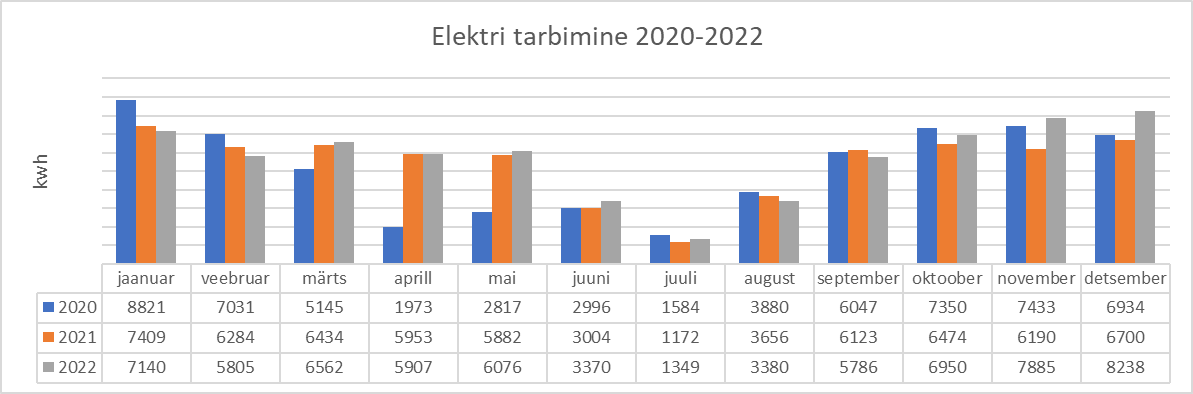 Elektri tarbimine 2020-2022
kwh
jaanuar veebruar märts aprill mai juuni juuli august september oktoober november detsember
2020 8821 7031 5145 1973 2817 2996 1584 3880 6047 7350 7433 6934
2021 7409 6284 6434 5953 5882 3004 1172 3656 6123 6474 6190 6700
2022 7140 5805 6562 5907 6076 3370 1349 3380 5786 6950 7885 8238